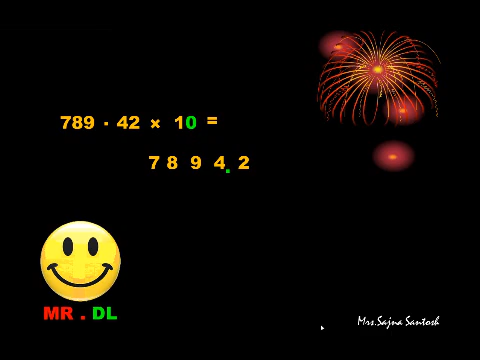 789 . 42 × 10 =
7 8 9 4 . 2
MR . DL
Mrs.Sajna Santosh